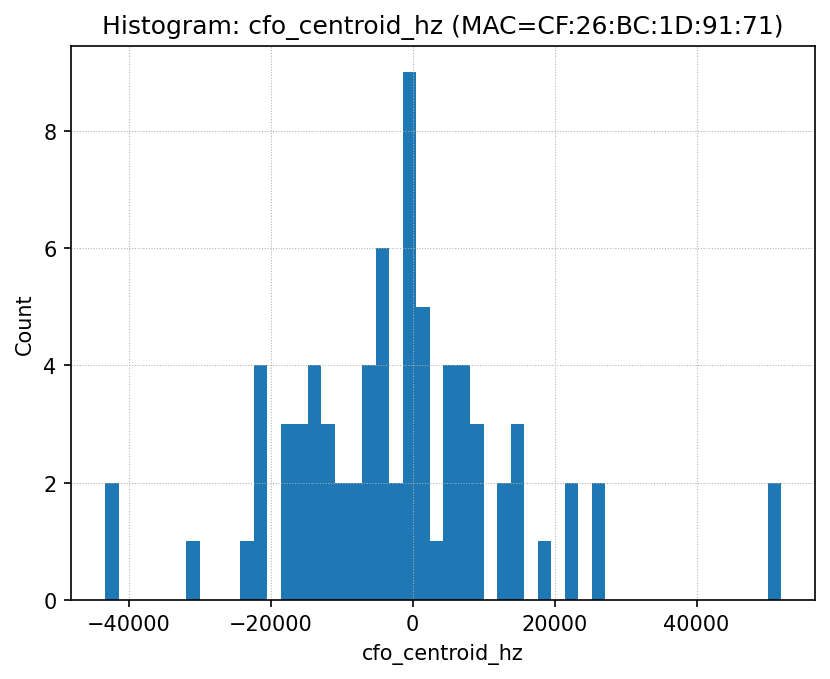 Histogram: cfo_centroid_hz (MAC=CF:26:BC:1D:91:71)
8
6
4
2
0
Count
−40000 −20000 0 20000 40000
cfo_centroid_hz